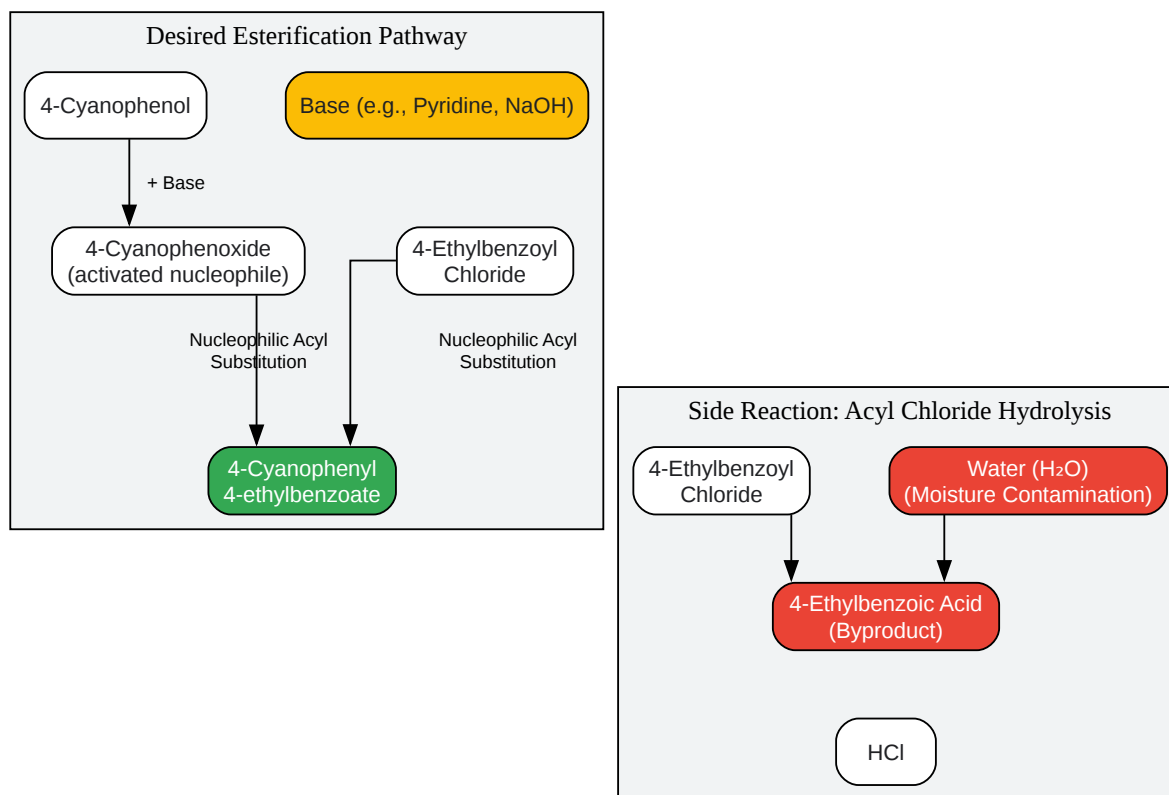 Desired Esterification Pathway
4-Cyanophenol
Base (e.g., Pyridine, NaOH)
+ Base
4-Cyanophenoxide
(activated nucleophile)
4-Ethylbenzoyl
Chloride
Nucleophilic Acyl
Substitution
Nucleophilic Acyl
Substitution
4-Cyanophenyl
4-ethylbenzoate
Side Reaction: Acyl Chloride Hydrolysis
4-Ethylbenzoyl
Chloride
Water (H₂O)
(Moisture Contamination)
4-Ethylbenzoic Acid
(Byproduct)
HCl